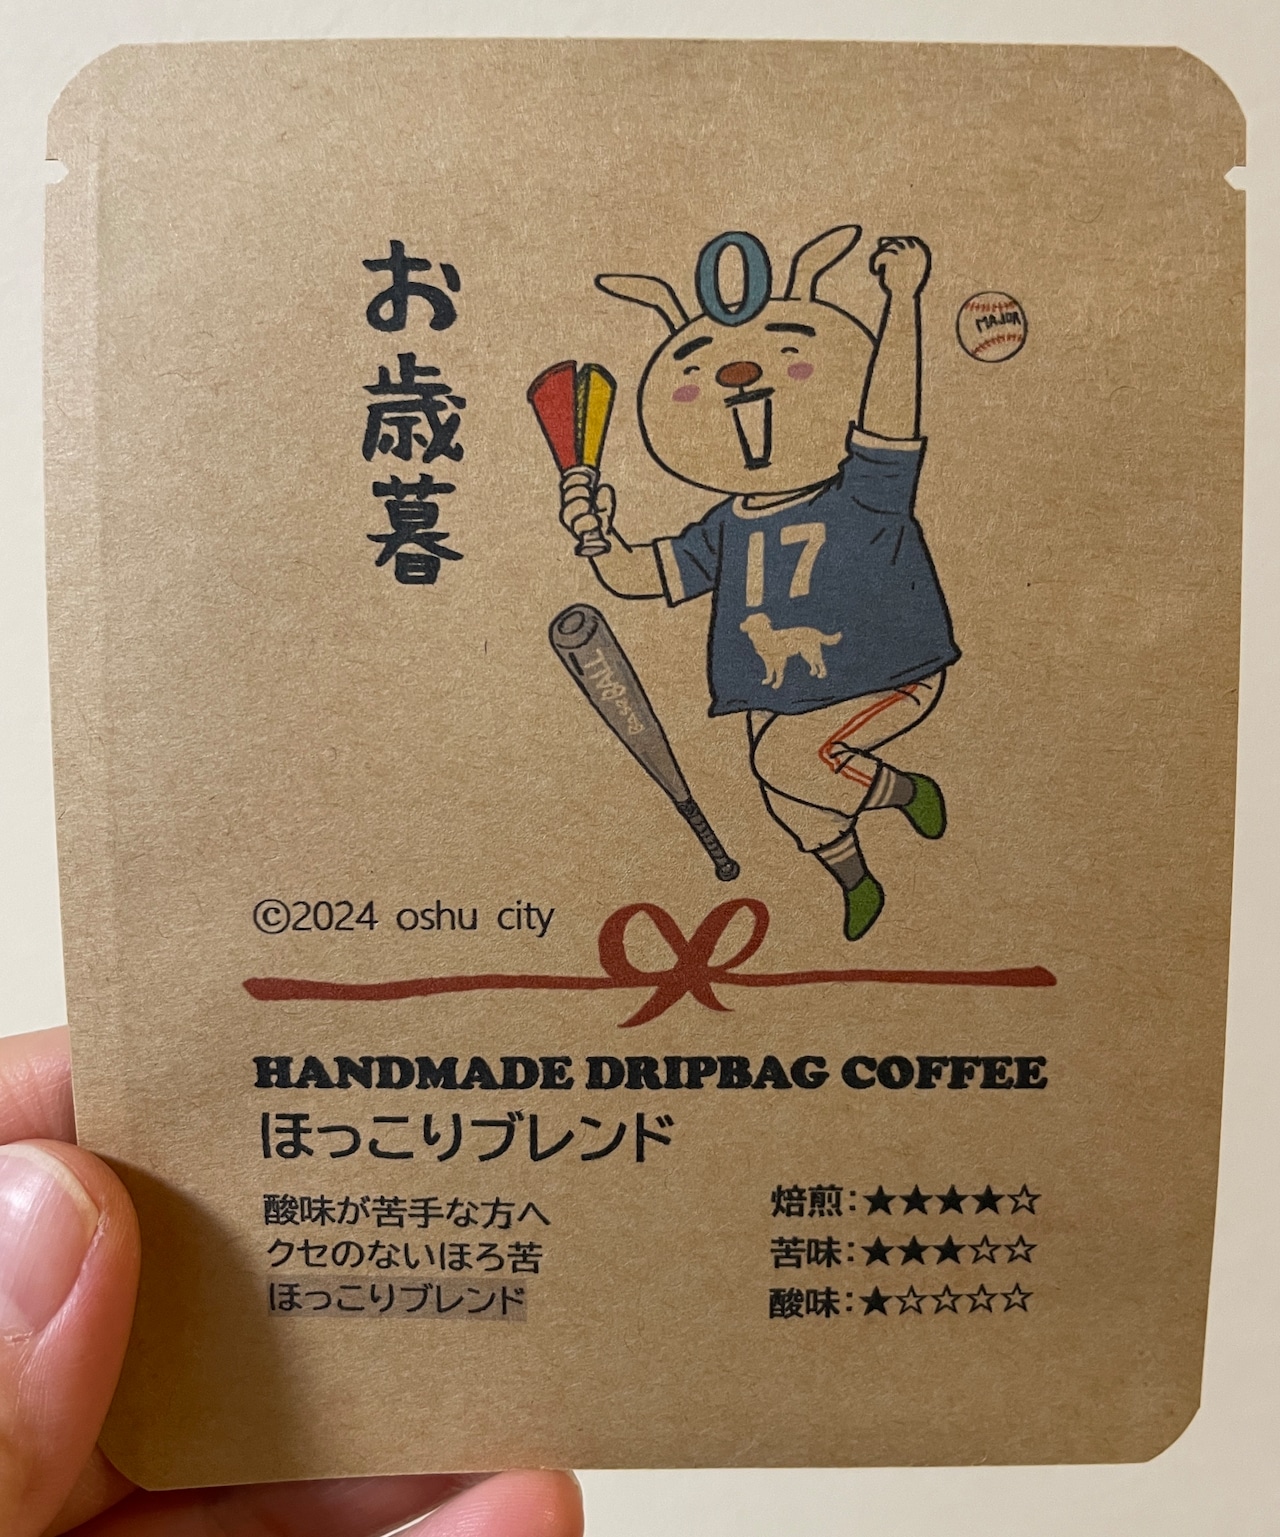 お歳暮
O
MAJOR
17
BaseBALL
©2024 oshu city
HANDMADE DRIPBAG COFFEE
ほっこりブレンド
酸味が苦手な方へ
クセのないほろ苦
ほっこりブレンド
焙煎:★★★★☆
苦味:★★★☆☆
酸味:★☆☆☆☆